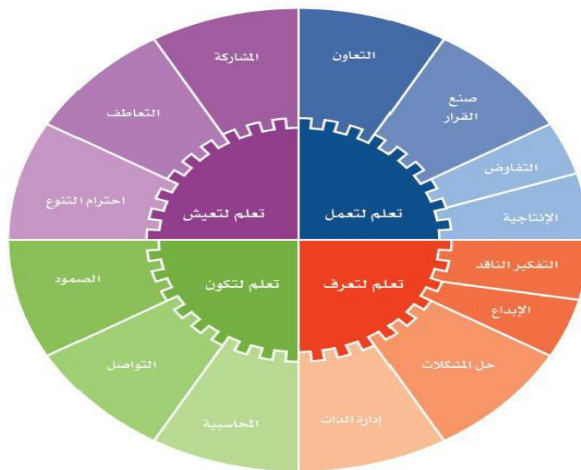 المشاركة
التعاون
التعاطف
صنع
القرار
احترام التنوع
تعلم لتعيش
تعلم لتعمل
التفاوض
الإنتاجية
الصمود
تعلم لتكون
تعلم لتعرف
التفكير الناقد
الإبداع
التواصل
حل المشكلات
المحاسبية
إدارة الذات